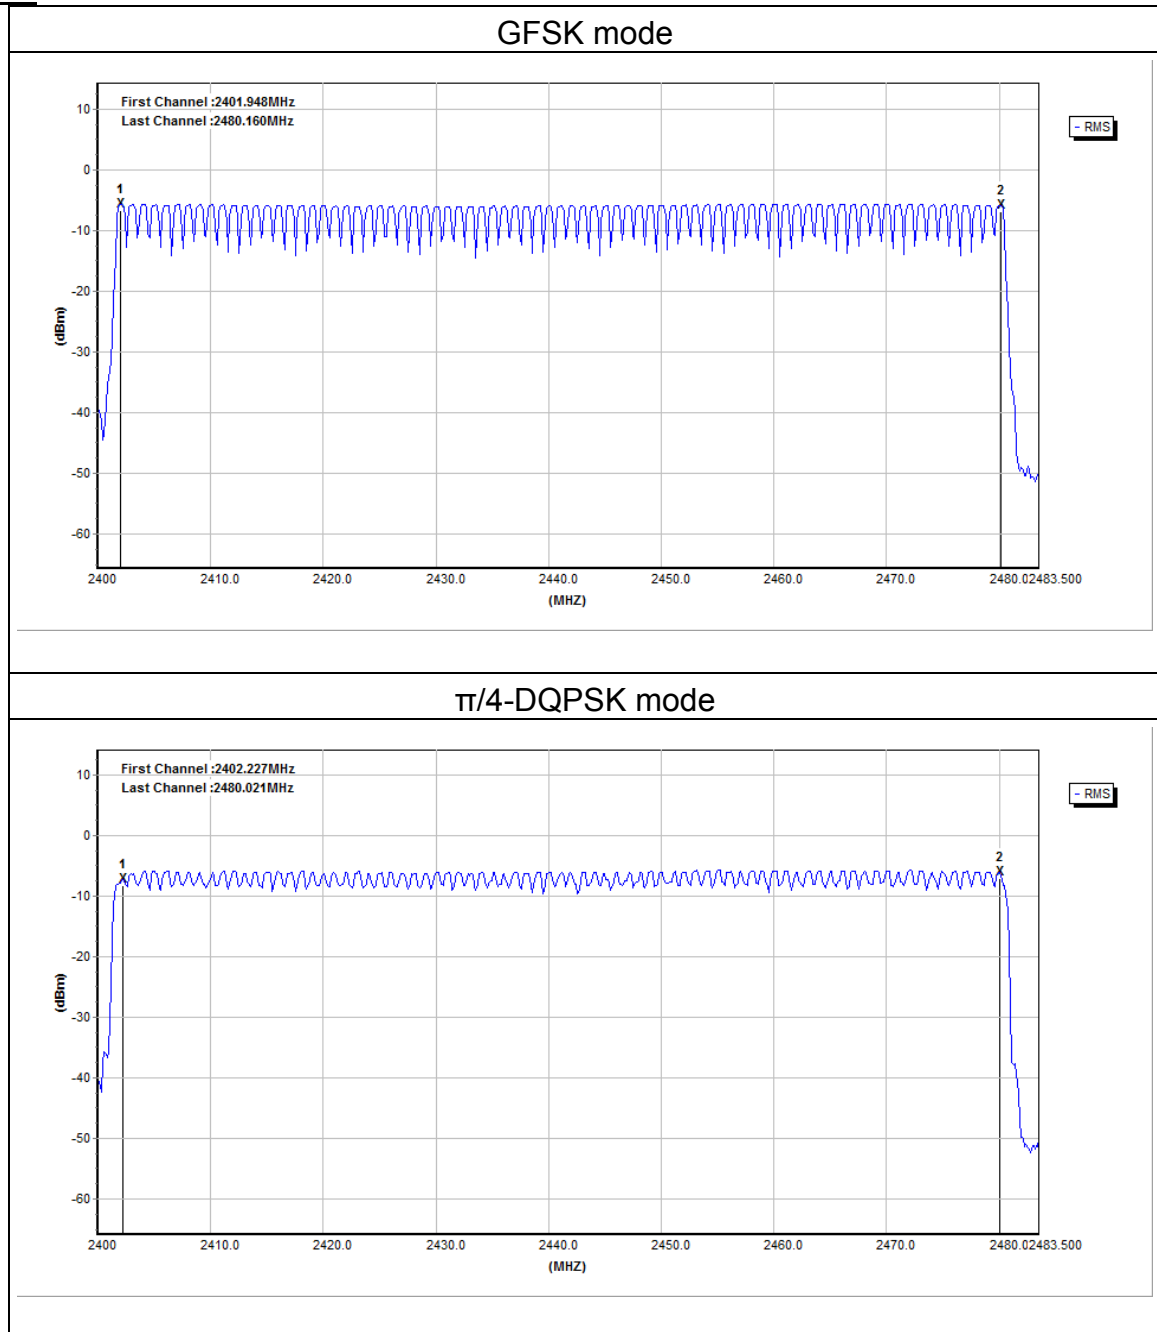 GFSK mode
First Channel :2401.948MHz
Last Channel :2480.160MHz
- RMS
10
0
-10
-20
-30
-40
-50
-60
(dBm)
1
X
2
X
2400 2410.0 2420.0 2430.0 2440.0 2450.0 2460.0 2470.0 2480.02483.500
(MHZ)
π/4-DQPSK mode
First Channel :2402.227MHz
Last Channel :2480.021MHz
- RMS
10
0
-10
-20
-30
-40
-50
-60
(dBm)
1
X
2
X
2400 2410.0 2420.0 2430.0 2440.0 2450.0 2460.0 2470.0 2480.02483.500
(MHZ)